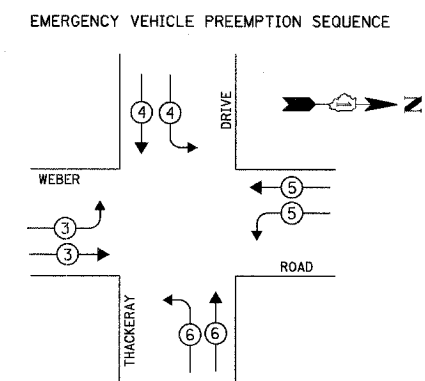 EMERGENCY VEHICLE PREEMPTION SEQUENCE
4 4
DRIVE
N
WEBER
5
3
5
3
ROAD
THACKERAY
6 6